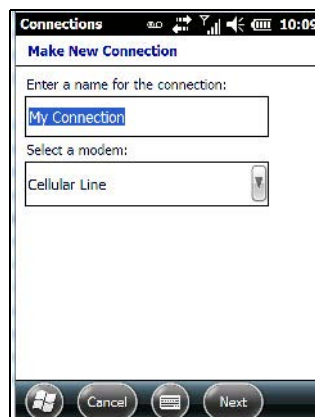 Connections 10:09
Make New Connection
Enter a name for the connection:
My Connection
Select a modem:
Cellular Line
Cancel Next